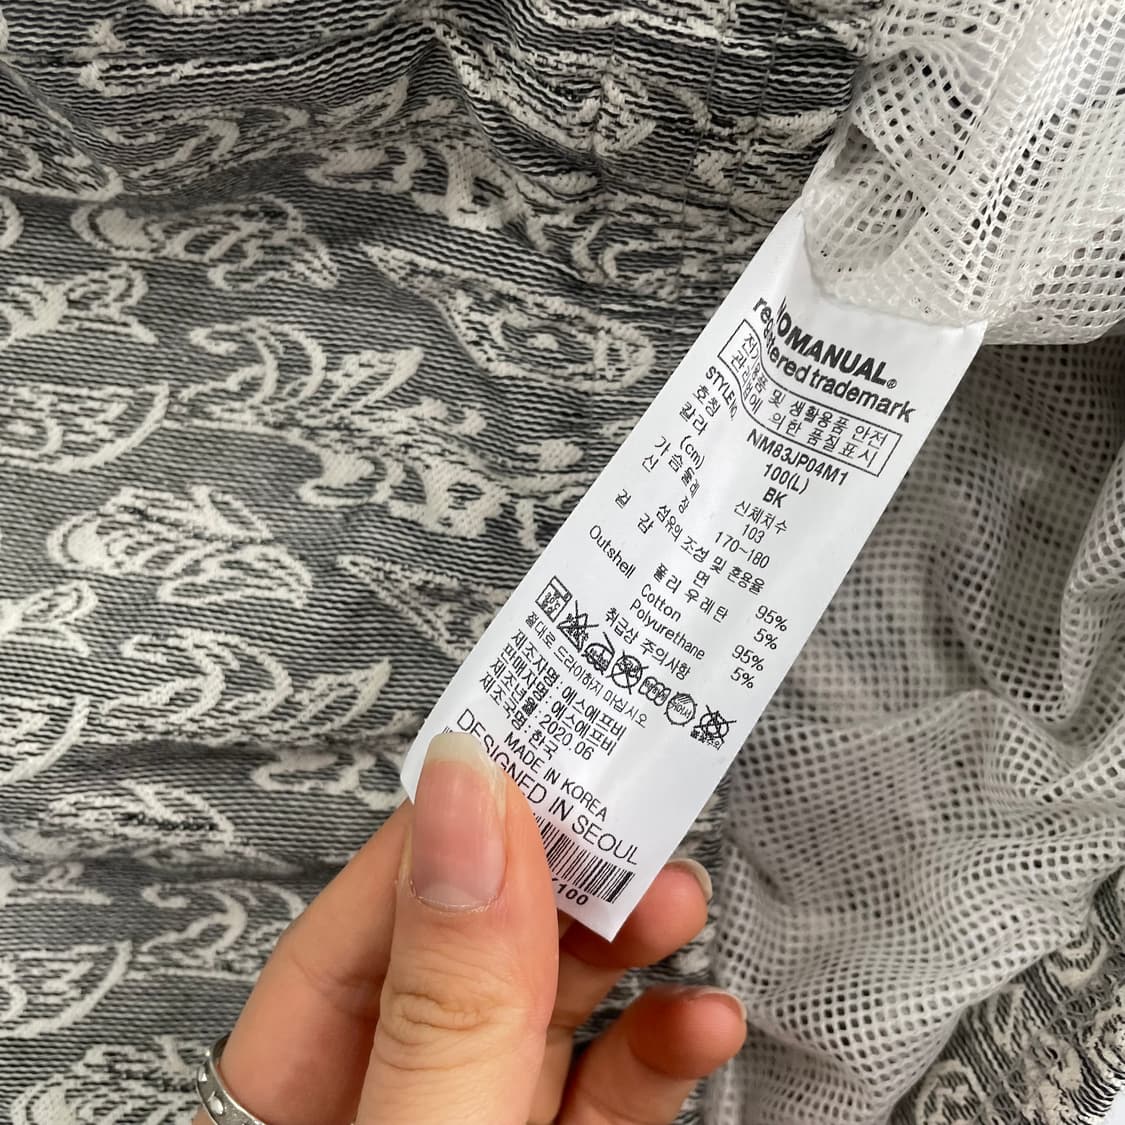 NOMANUAL®
registered trademark
전기용품 및 생활용품 안전
관리법에 의한 품질표시
STYLE NO. NM83JP04M1
호칭 100(L)
칼라 BK
(cm) 신체치수
가슴둘레 103
신장 170~180
섬유의 조성 및 혼용율
겉감 면 95%
폴리우레탄 5%
Outshell Cotton 95%
Polyurethane 5%
취급상 주의사항
절대로 드라이하지 마십시오
제조자명 : 에스에프비
판매자명 : 에스에프비
제조년월 : 2020.06
제조국명 : 한국
MADE IN KOREA
DESIGNED IN SEOUL
100